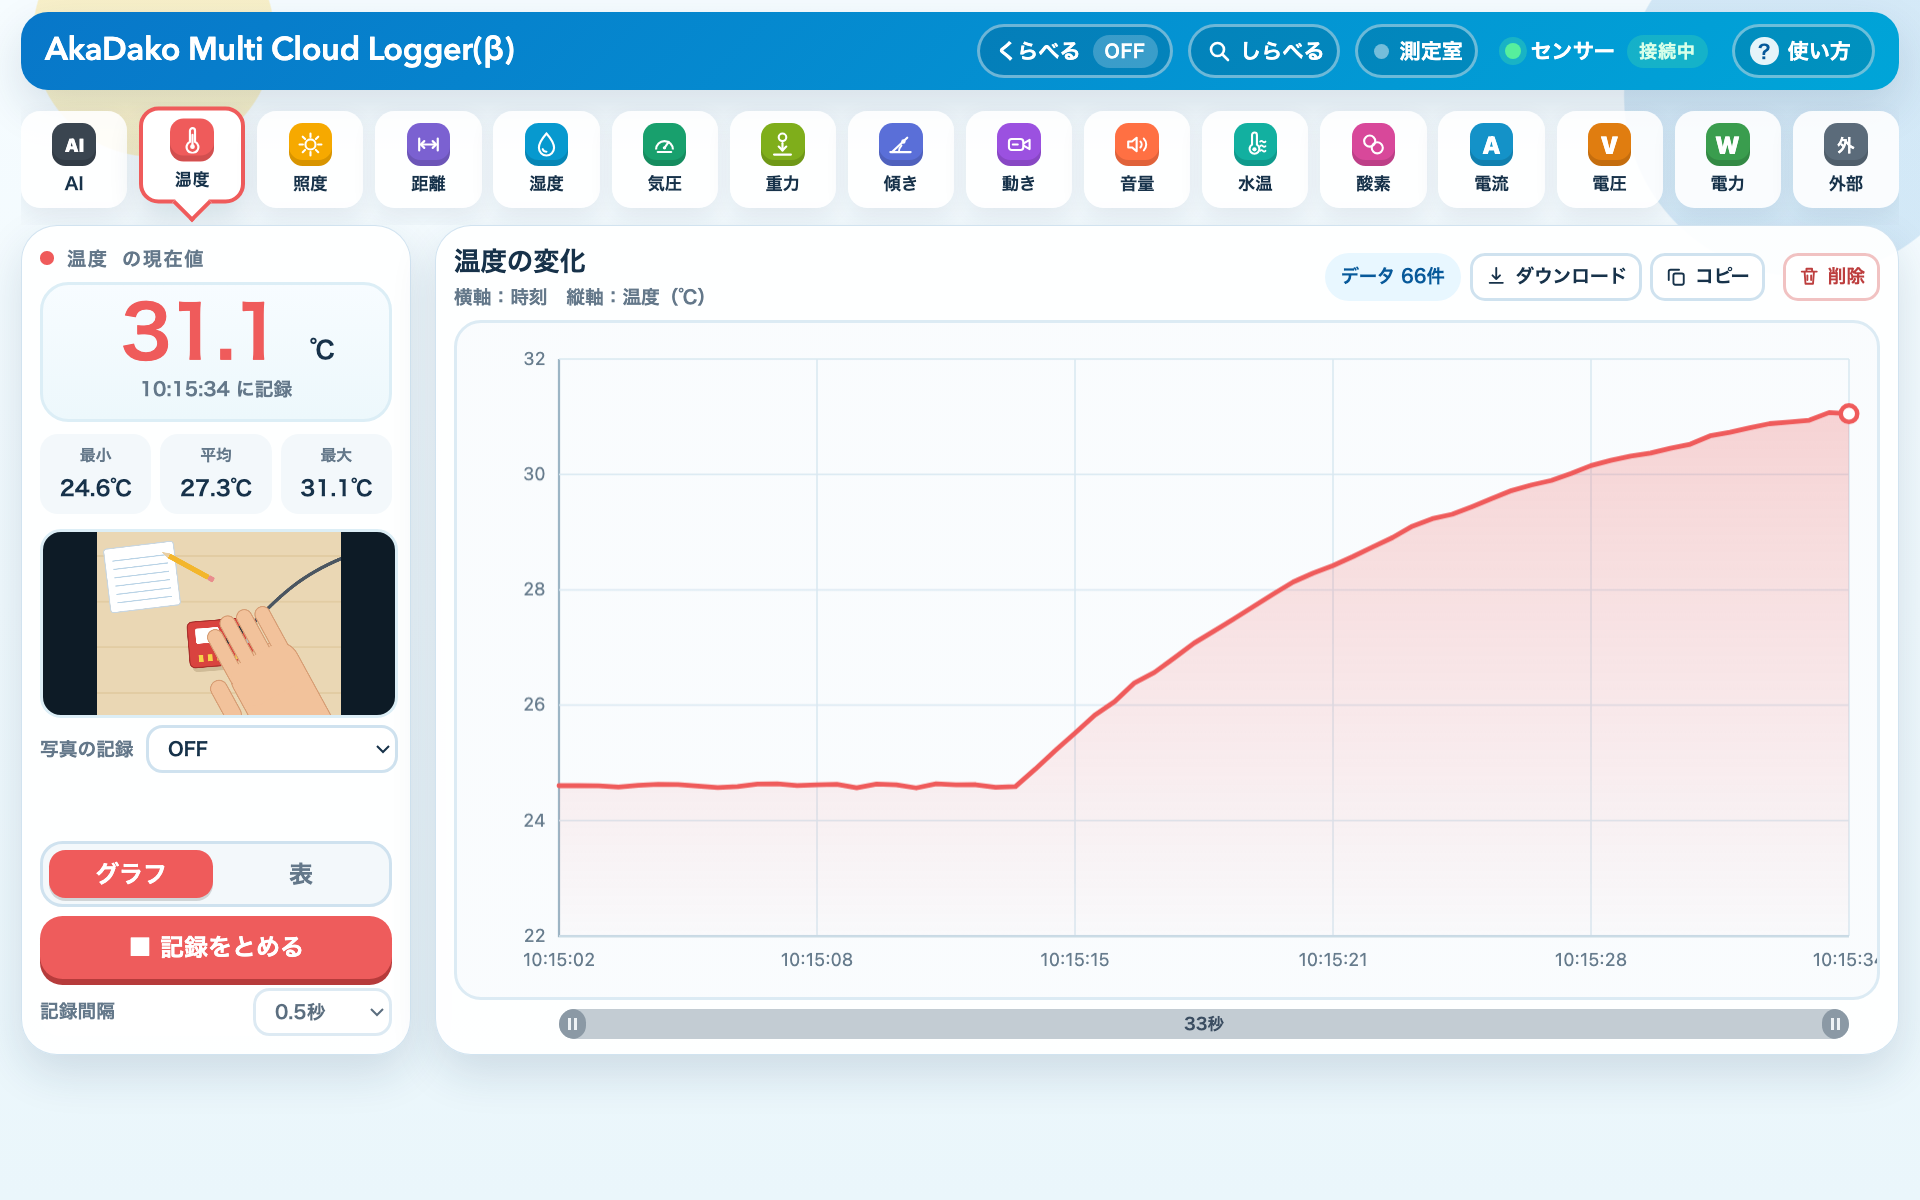 AkaDako Multi Cloud Logger(β)
くらべる OFF
しらべる
測定室
センサー 接続中
? 使い方
AI
AI
温度
照度
距離
湿度
気圧
重力
傾き
動き
音量
水温
酸素
A
電流
V
電圧
W
電力
外
外部
温度 の現在値
31.1 ℃
10:15:34 に記録
最小
24.6℃
平均
27.3℃
最大
31.1℃
写真の記録 OFF
グラフ 表
記録をとめる
記録間隔 0.5秒
温度の変化
横軸：時刻 縦軸：温度（℃）
データ 66件
ダウンロード
コピー
削除
32
30
28
26
24
22
10:15:02 10:15:08 10:15:15 10:15:21 10:15:28 10:15:34
33秒